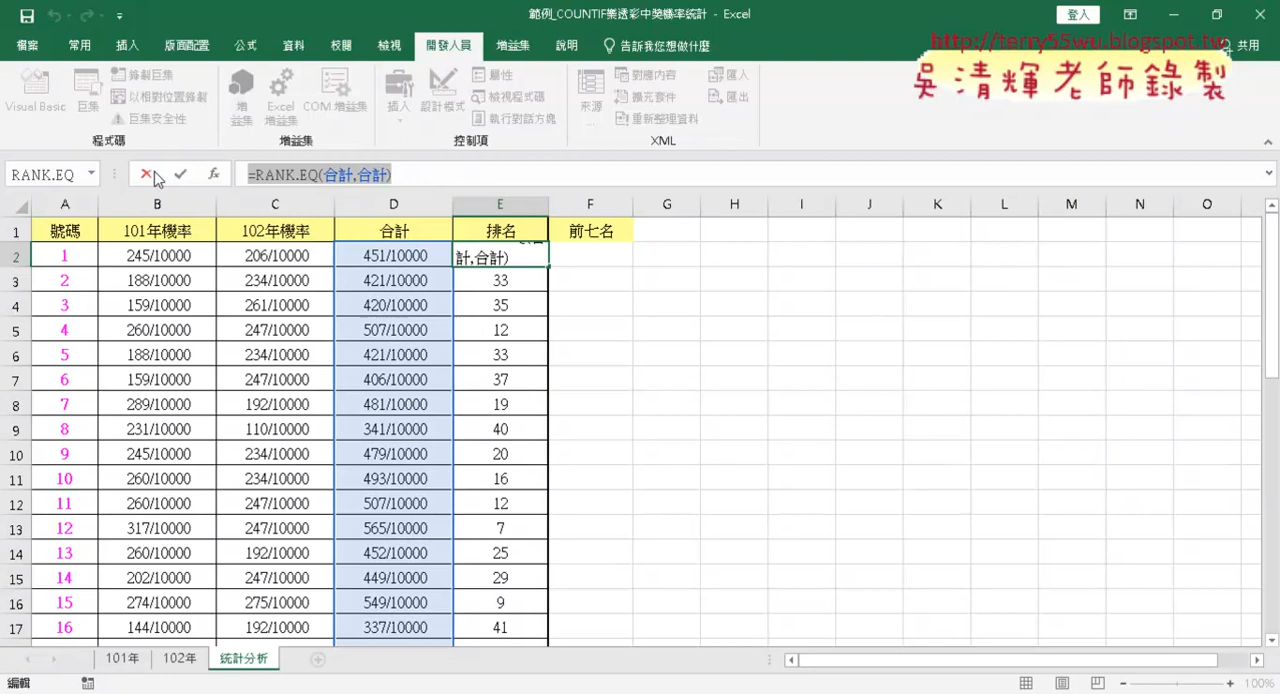 範例_COUNTIF樂透彩中獎機率統計 - Excel
登入
檔案 常用 插入 版面配置 公式 資料 校閱 檢視 開發人員 增益集 說明 告訴我您想做什麼 共用
http://terry55wu.blogspot.tw
吳清輝老師錄製
Visual Basic 巨集 錄製巨集 以相對位置錄製 巨集安全性
增益集 Excel 增益集 COM 增益集
插入 設計模式 屬性 檢視程式碼 執行對話方塊
來源 對應內容 擴充套件 重新整理資料 匯入 匯出
程式碼 增益集 控制項 XML
RANK.EQ fx =RANK.EQ(合計,合計)
A B C D E F G H I J K L M N O
1 號碼 101年機率 102年機率 合計 排名 前七名
2 1 245/10000 206/10000 451/10000 計,合計)
3 2 188/10000 234/10000 421/10000 33
4 3 159/10000 261/10000 420/10000 35
5 4 260/10000 247/10000 507/10000 12
6 5 188/10000 234/10000 421/10000 33
7 6 159/10000 247/10000 406/10000 37
8 7 289/10000 192/10000 481/10000 19
9 8 231/10000 110/10000 341/10000 40
10 9 245/10000 234/10000 479/10000 20
11 10 260/10000 234/10000 493/10000 16
12 11 260/10000 247/10000 507/10000 12
13 12 317/10000 247/10000 565/10000 7
14 13 260/10000 192/10000 452/10000 25
15 14 202/10000 247/10000 449/10000 29
16 15 274/10000 275/10000 549/10000 9
17 16 144/10000 192/10000 337/10000 41
101年 102年 統計分析
編輯 100%